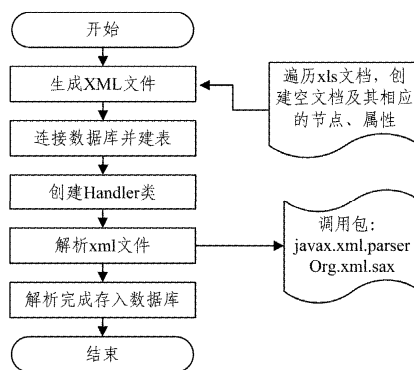 开始
生成XML文件
遍历xls文档，创
建空文档及其相应
的节点、属性
连接数据库并建表
创建Handler类
解析xml文件
调用包：
javax.xml.parser
Org.xml.sax
解析完成存入数据库
结束